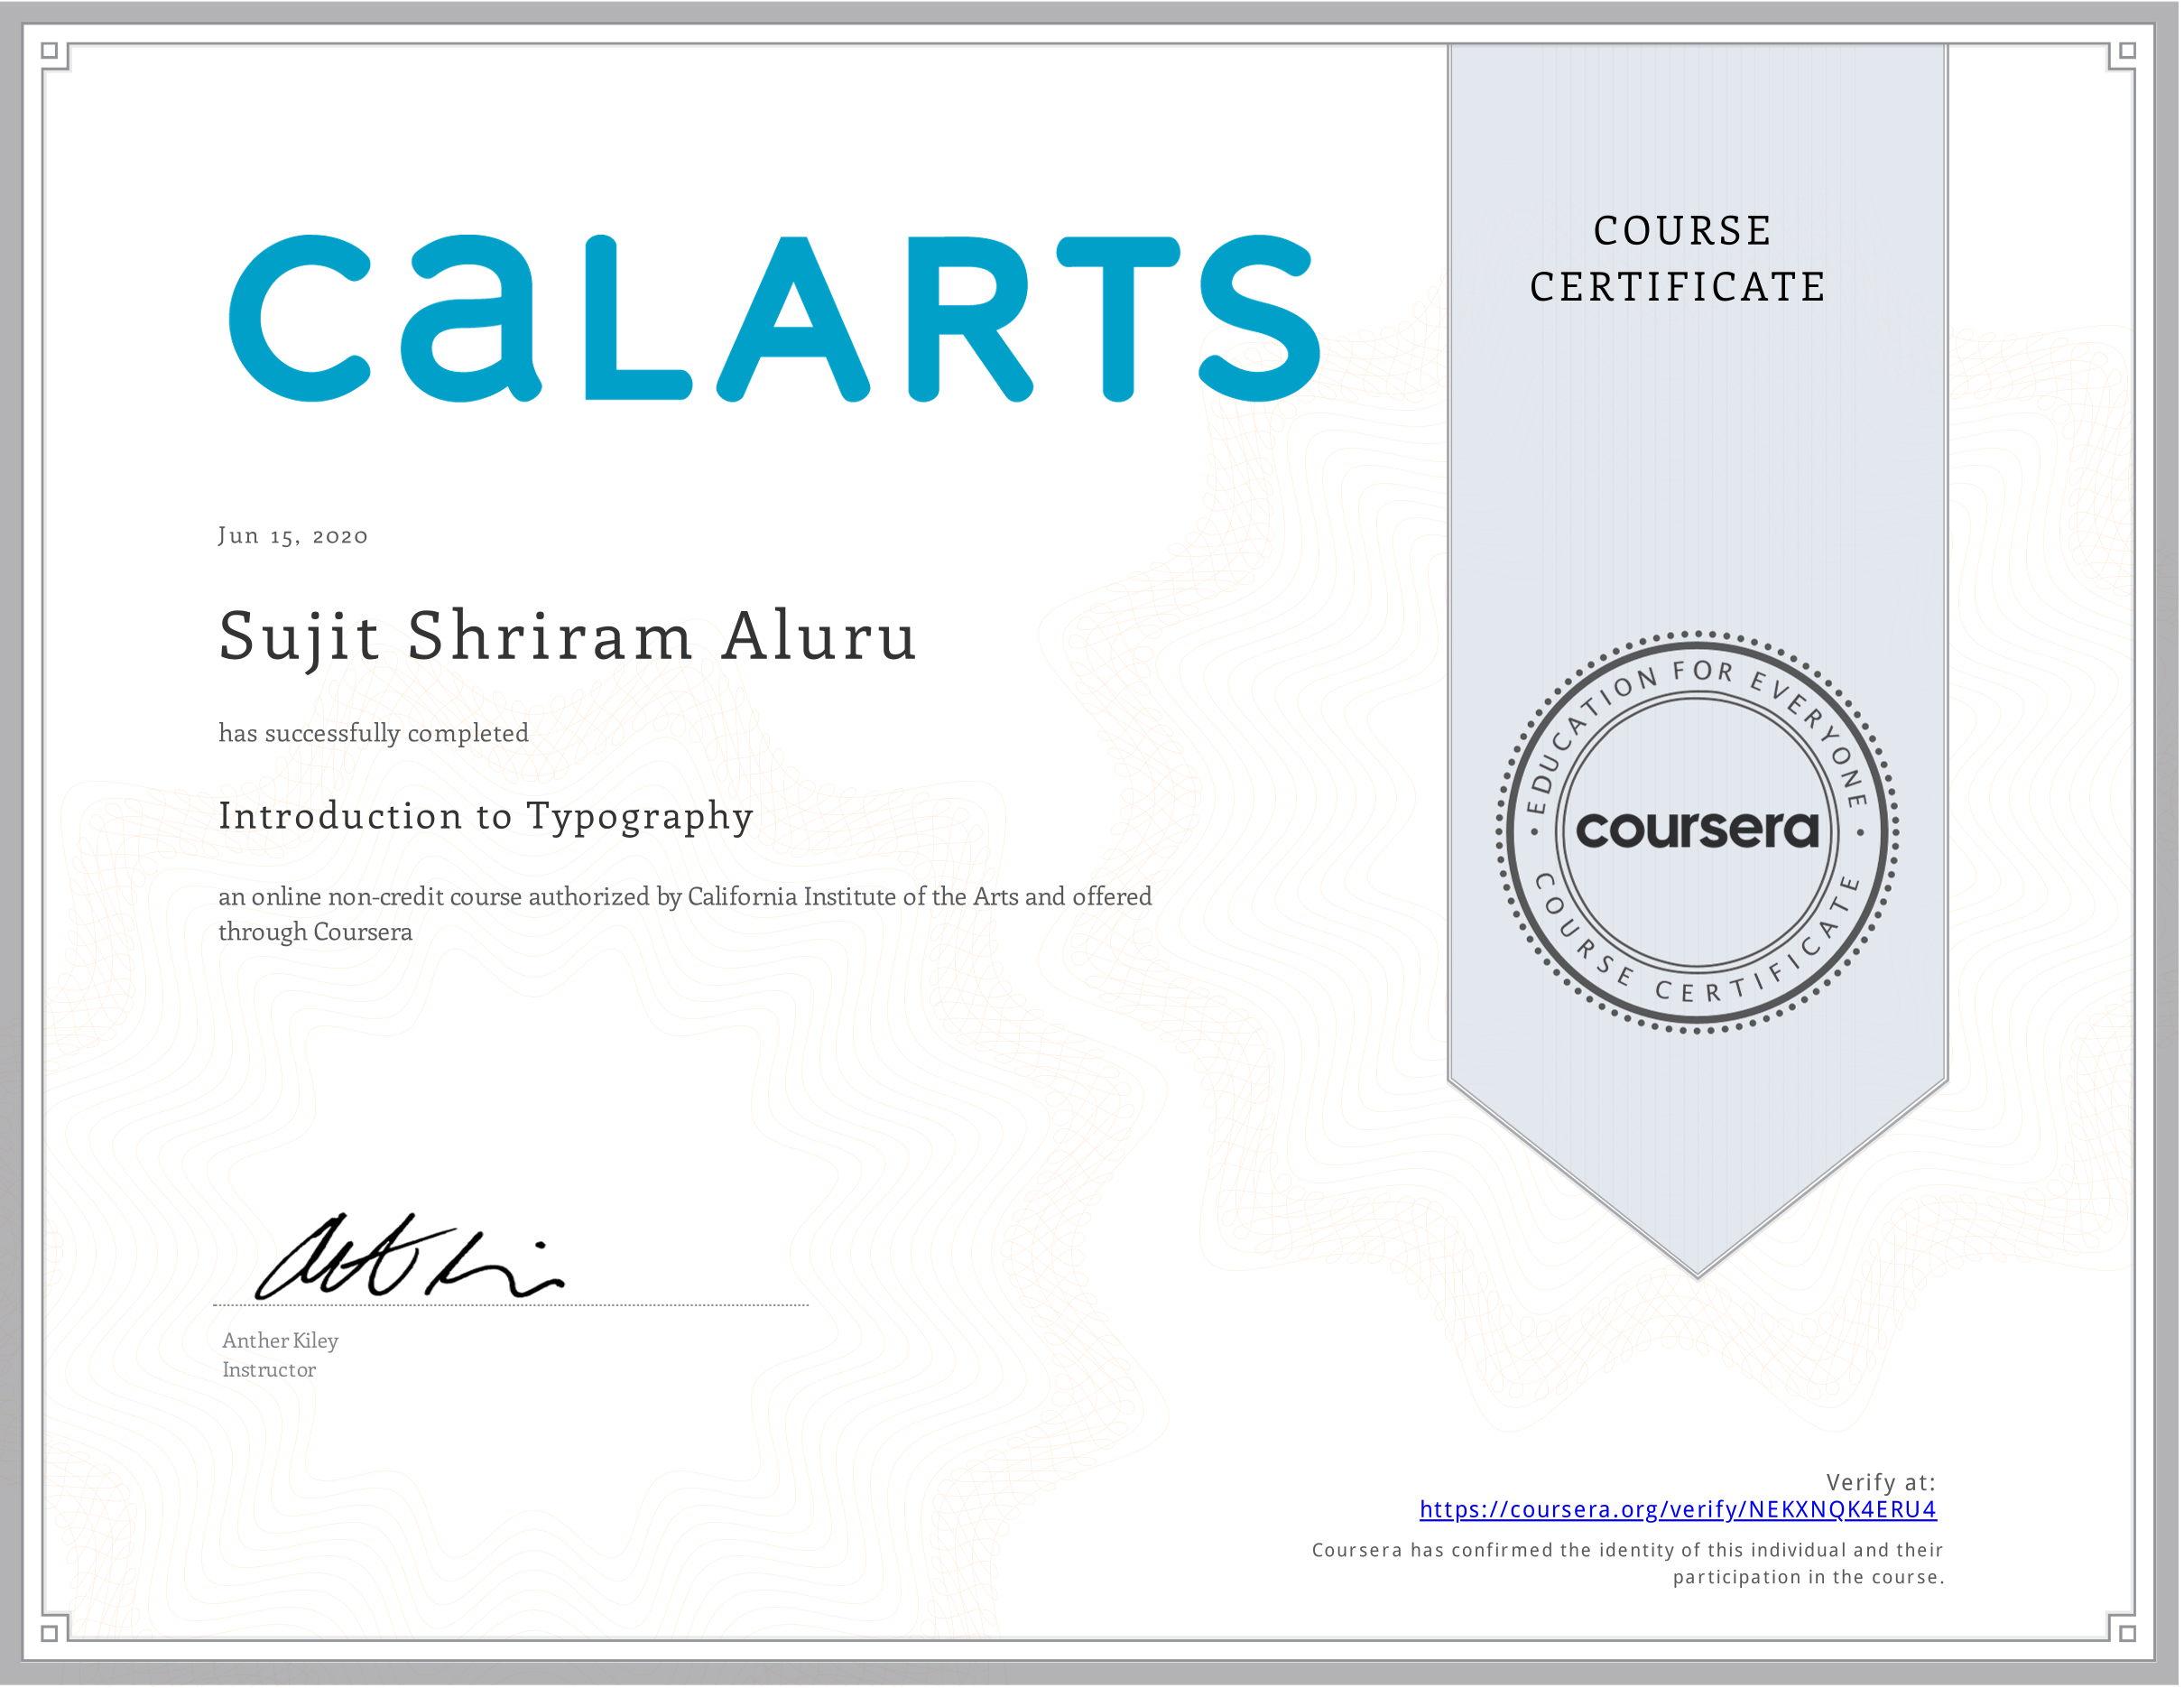 CALARTS
COURSE
CERTIFICATE
Jun 15, 2020
Sujit Shriram Aluru
has successfully completed
Introduction to Typography
an online non-credit course authorized by California Institute of the Arts and offered
through Coursera
EDUCATION FOR EVERYONE
coursera
COURSE CERTIFICATE
Anther Kiley
Instructor
Verify at:
https://coursera.org/verify/NEKXNQK4ERU4
Coursera has confirmed the identity of this individual and their
participation in the course.